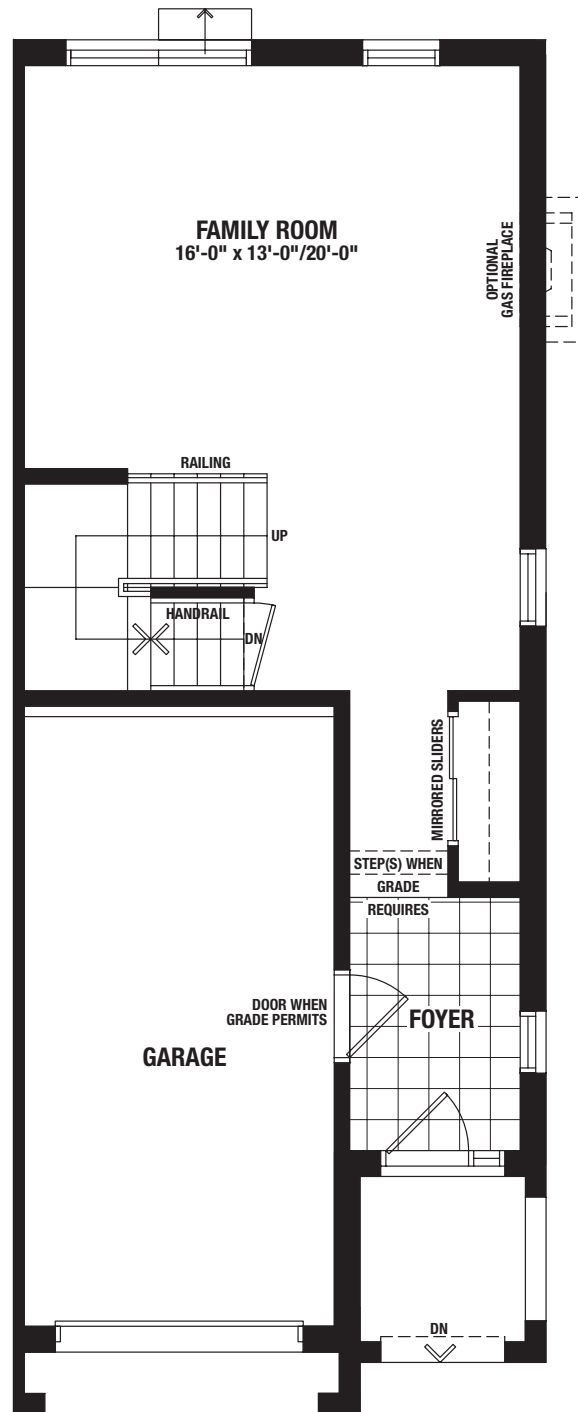 FAMILY ROOM
16'-0" x 13'-0"/20'-0"
OPTIONAL
GAS FIREPLACE
RAILING
UP
HANDRAIL
DN
MIRRORED SLIDERS
STEP(S) WHEN
GRADE
REQUIRES
DOOR WHEN
GRADE PERMITS
FOYER
GARAGE
DN